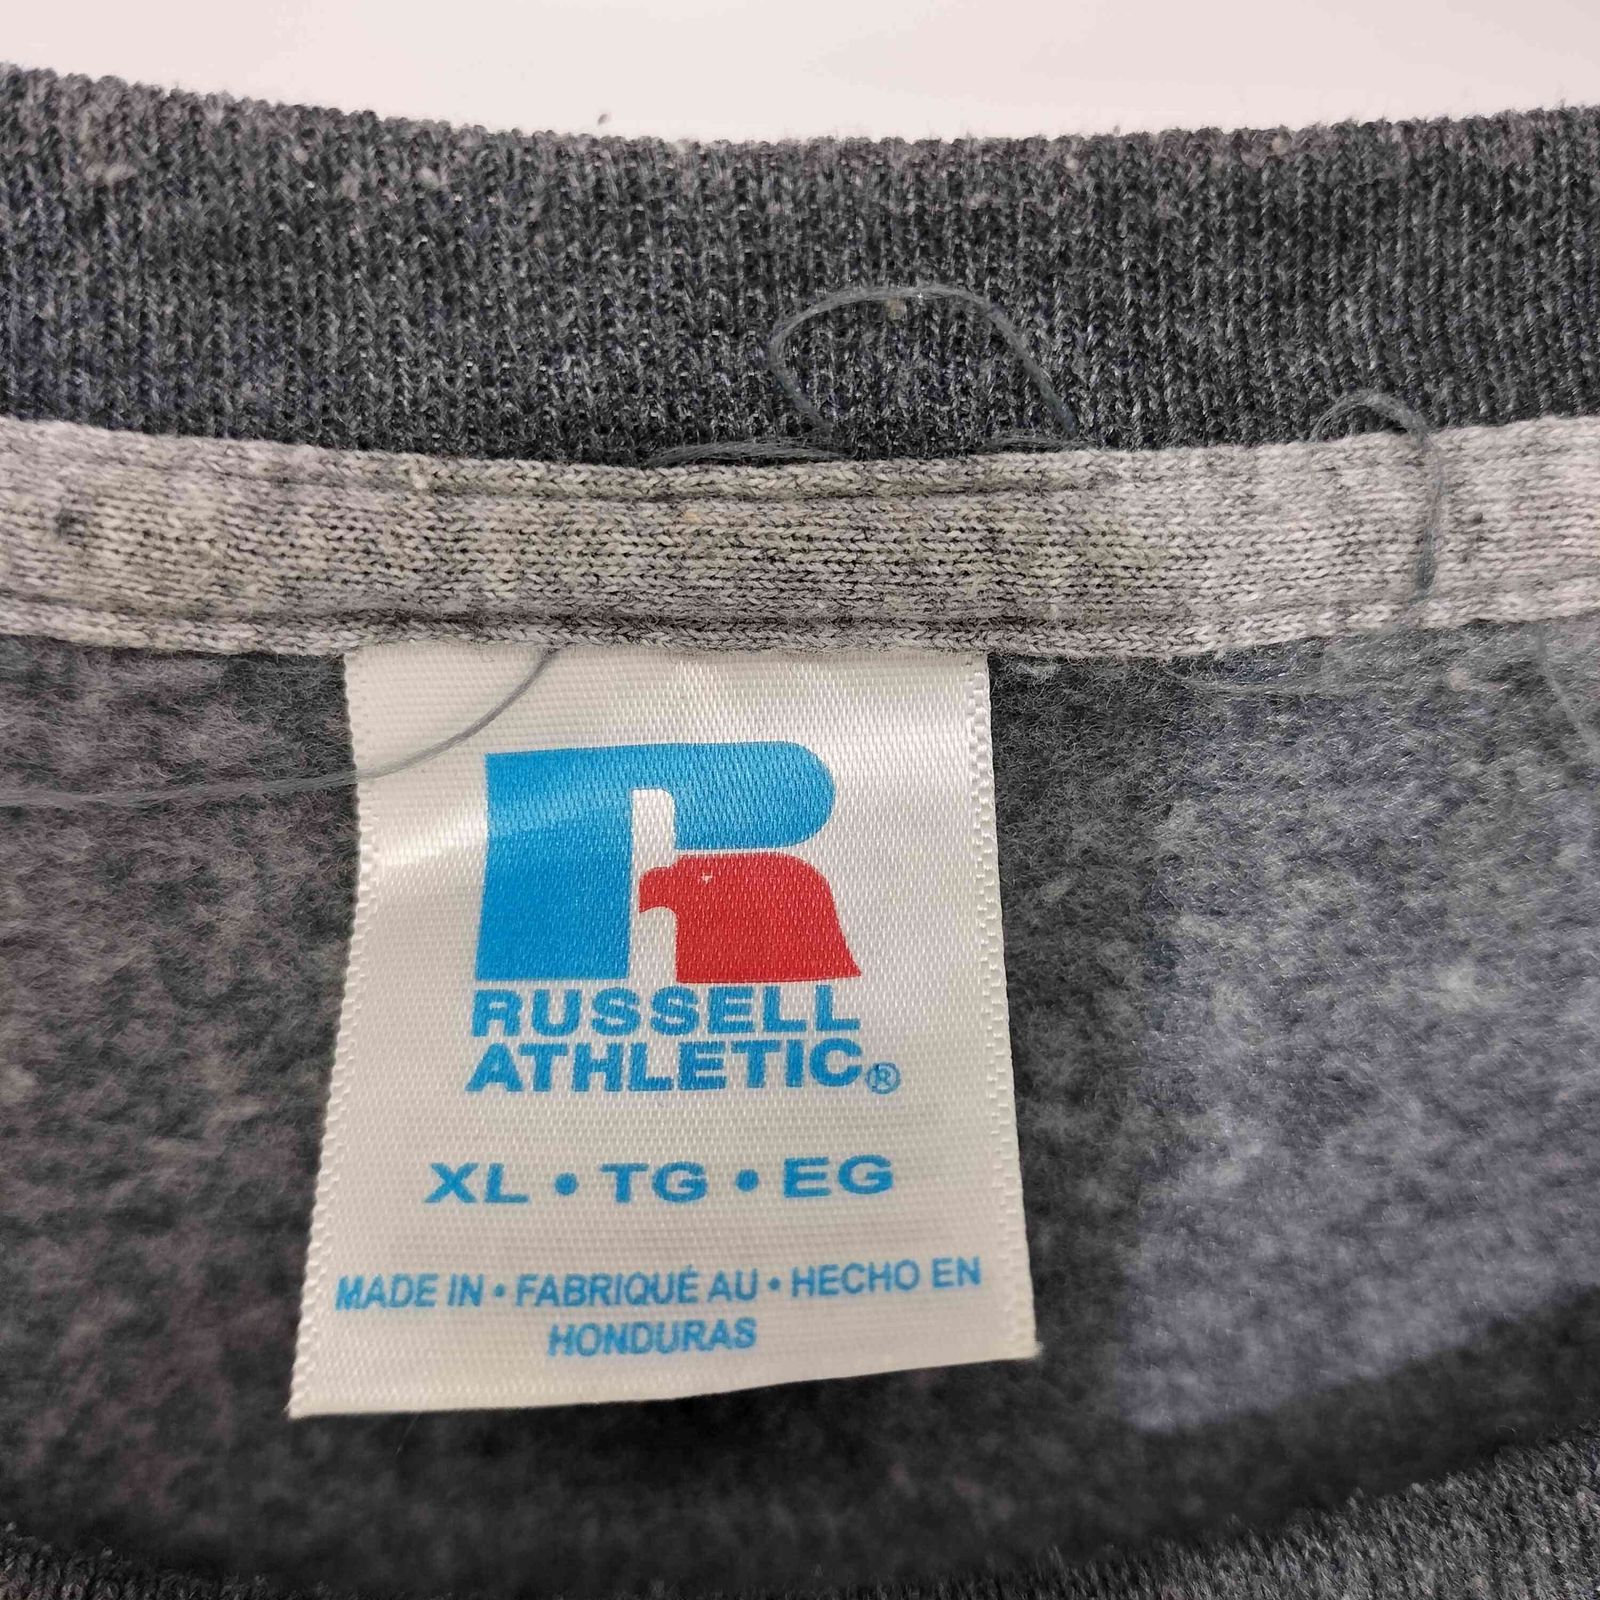 RUSSELL
ATHLETIC®
XL • TG • EG
MADE IN • FABRIQUÉ AU • HECHO EN
HONDURAS